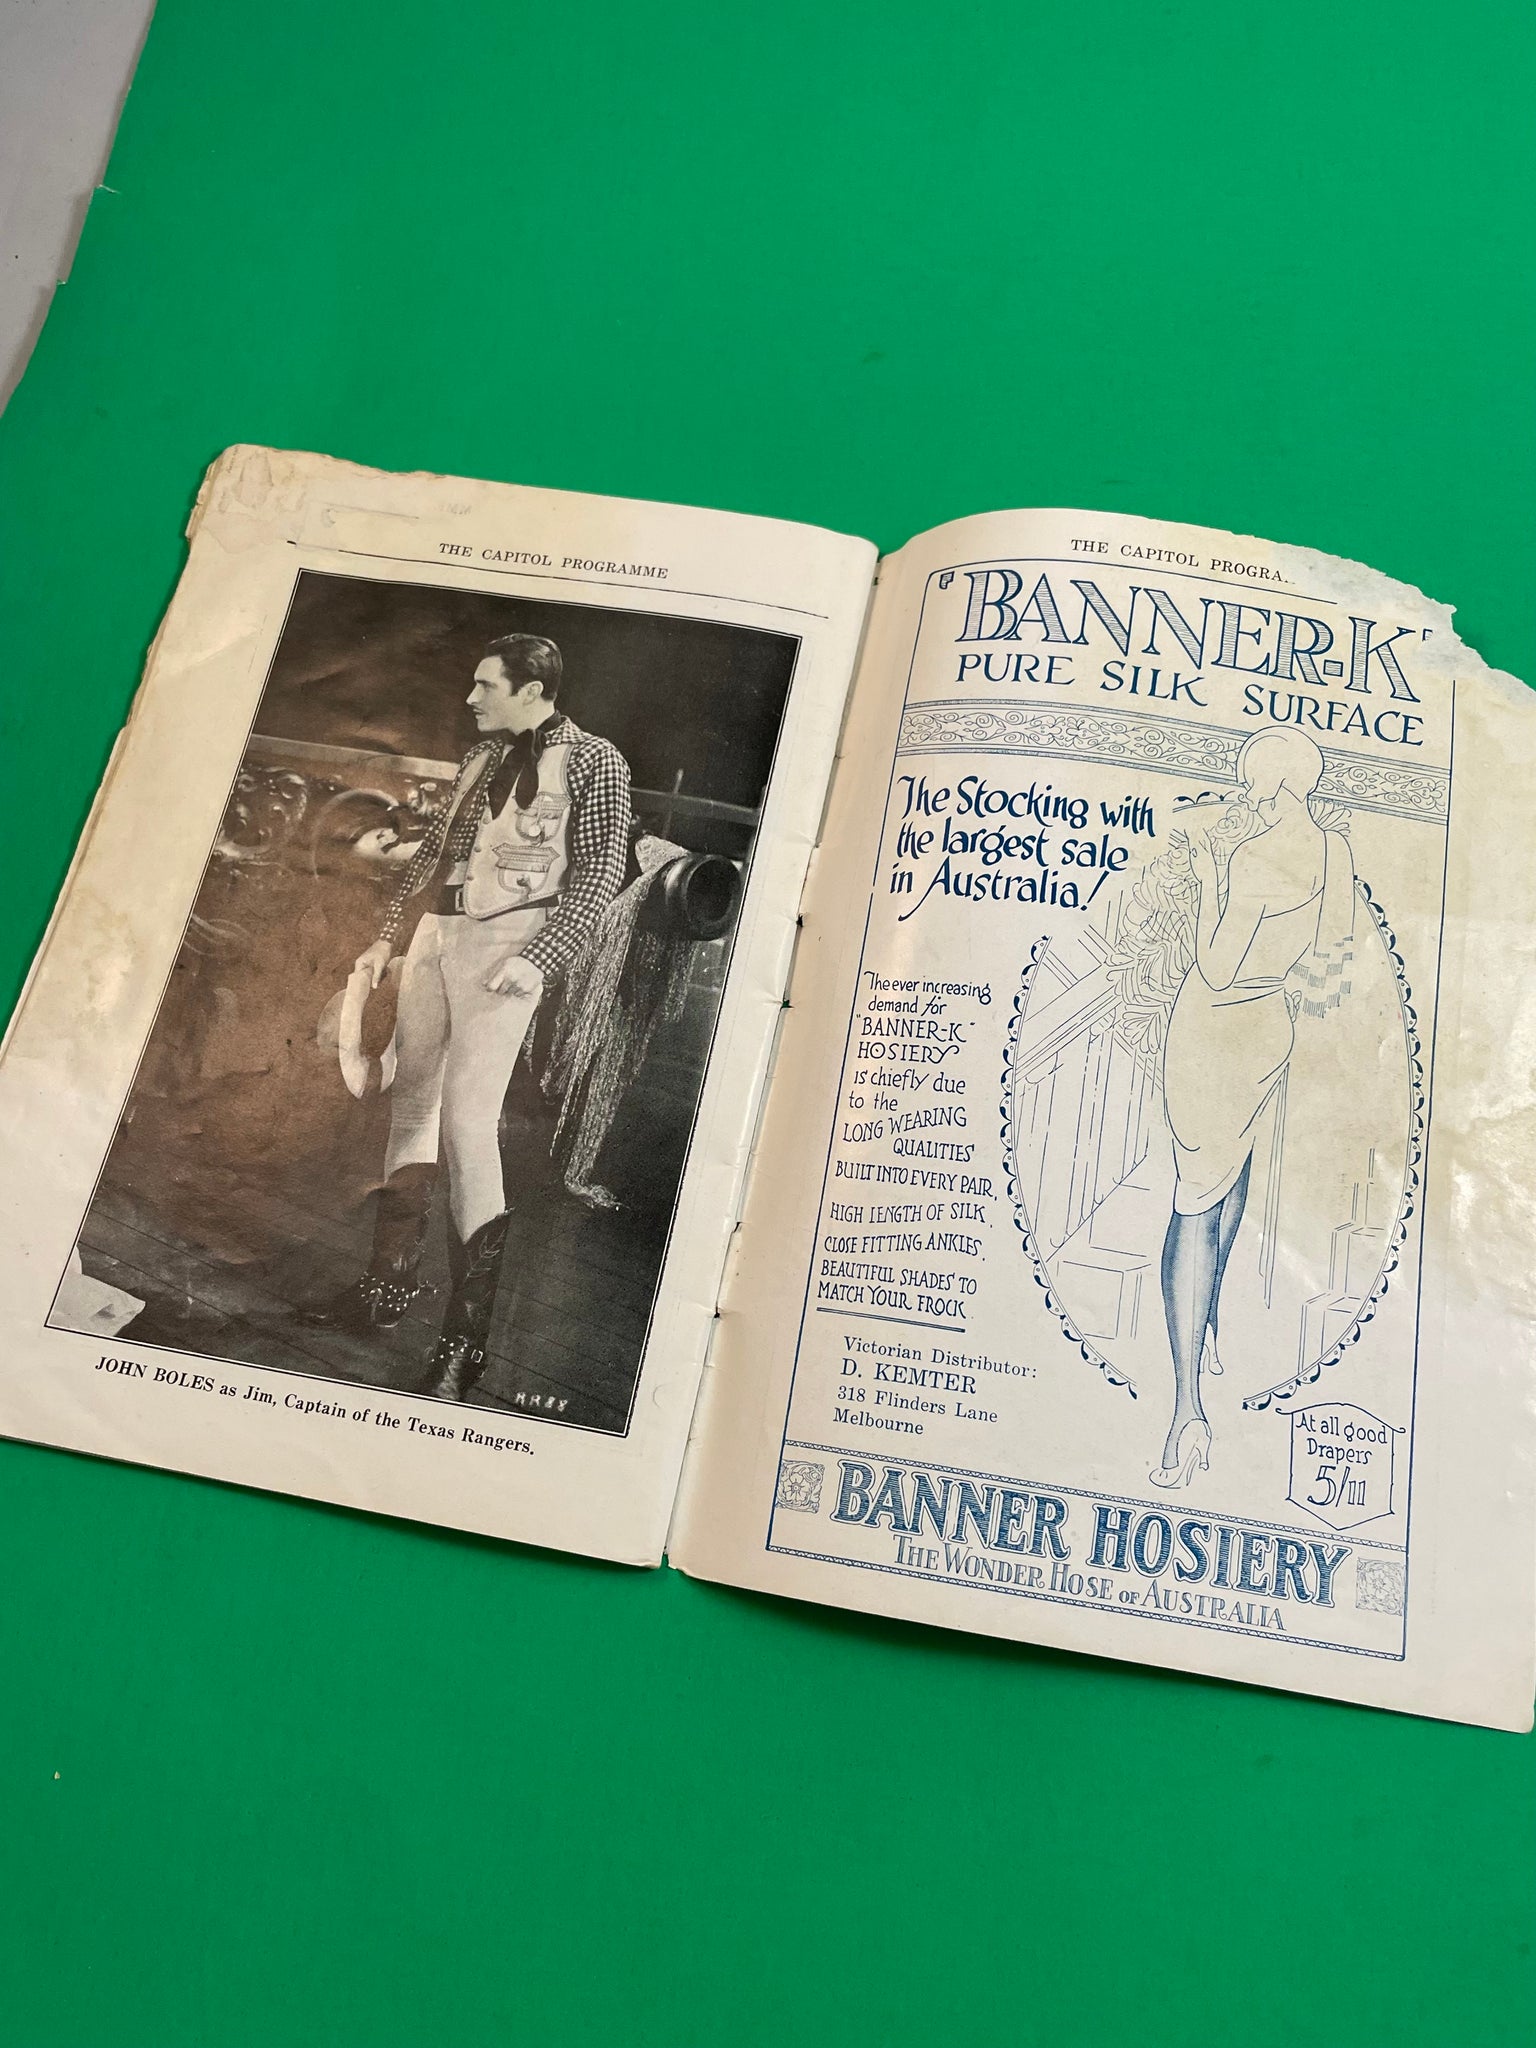 THE CAPITOL PROGRAMME
RR88
JOHN BOLES as Jim, Captain of the Texas Rangers.
THE CAPITOL PROGRA
"BANNER-K"
PURE SILK SURFACE
The Stocking with
the largest sale
in Australia!
The ever increasing
demand for
"BANNER-K"
HOSIERY
is chiefly due
to the
LONG WEARING
QUALITIES
BUILT INTO EVERY PAIR,
HIGH LENGTH OF SILK,
CLOSE FITTING ANKLES.
BEAUTIFUL SHADES TO
MATCH YOUR FROCK.
Victorian Distributor:
D. KEMTER
318 Flinders Lane
Melbourne
At all good
Drapers
5/11
BANNER HOSIERY
THE WONDER HOSE OF AUSTRALIA